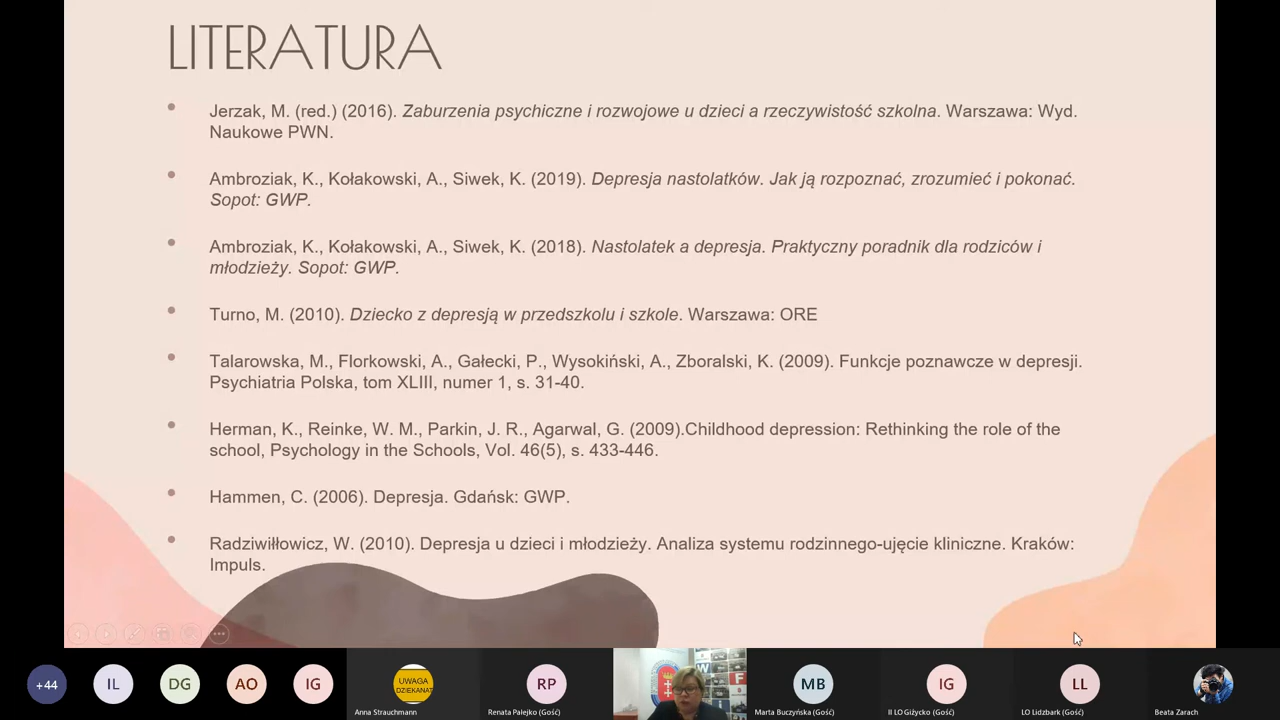 LITERATURA
Jerzak, M. (red.) (2016). Zaburzenia psychiczne i rozwojowe u dzieci a rzeczywistość szkolna. Warszawa: Wyd.
Naukowe PWN.
Ambroziak, K., Kołakowski, A., Siwek, K. (2019). Depresja nastolatków. Jak ją rozpoznać, zrozumieć i pokonać.
Sopot: GWP.
Ambroziak, K., Kołakowski, A., Siwek, K. (2018). Nastolatek a depresja. Praktyczny poradnik dla rodziców i
młodzieży. Sopot: GWP.
Turno, M. (2010). Dziecko z depresją w przedszkolu i szkole. Warszawa: ORE
Talarowska, M., Florkowski, A., Gałecki, P., Wysokiński, A., Zboralski, K. (2009). Funkcje poznawcze w depresji.
Psychiatria Polska, tom XLIII, numer 1, s. 31-40.
Herman, K., Reinke, W. M., Parkin, J. R., Agarwal, G. (2009).Childhood depression: Rethinking the role of the
school, Psychology in the Schools, Vol. 46(5), s. 433-446.
Hammen, C. (2006). Depresja. Gdańsk: GWP.
Radziwiłłowicz, W. (2010). Depresja u dzieci i młodzieży. Analiza systemu rodzinnego-ujęcie kliniczne. Kraków:
Impuls.
+44 IL DG AO IG UWAGA RP W F MB IG LL
DZIEKANAT
Anna Strauchmann Renata Pałejko (Gość) Marta Buczyńska (Gość) II LO Giżycko (Gość) LO Lidzbark (Gość) Beata Zarach